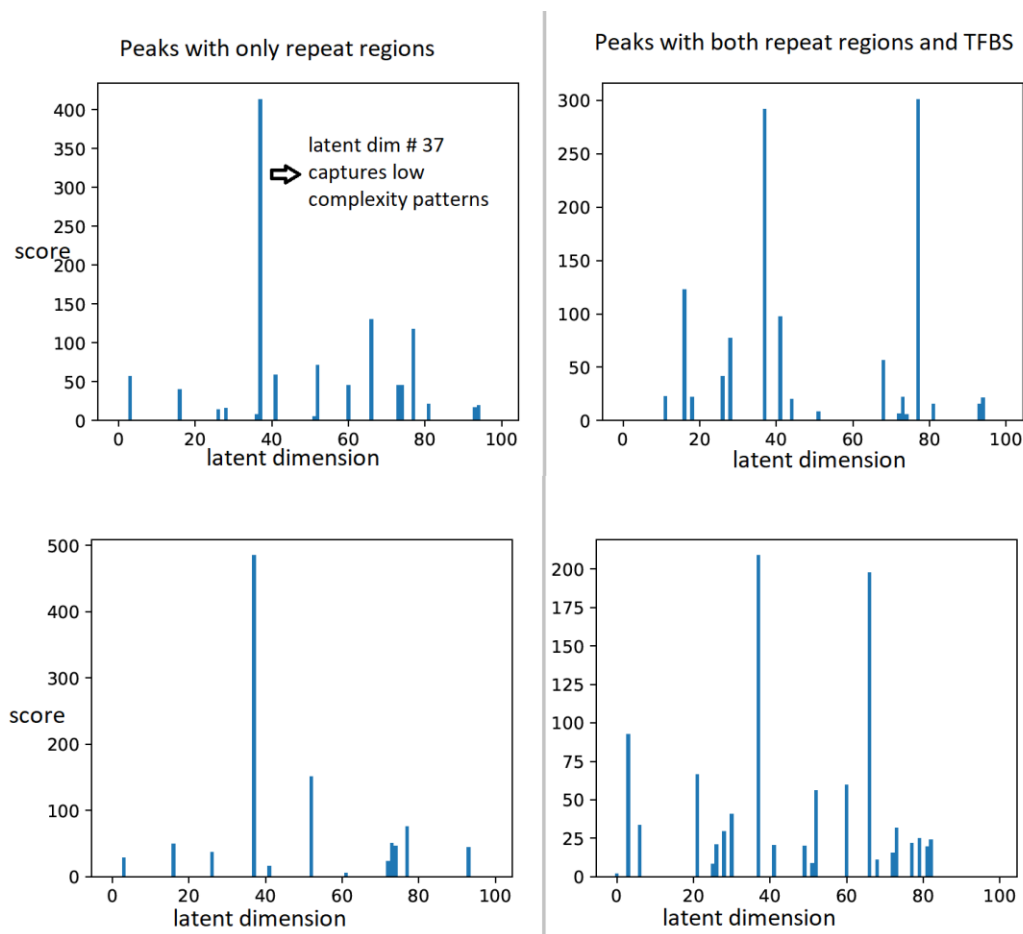 Peaks with only repeat regions
Peaks with both repeat regions and TFBS
400
350
300
250
200
150
100
50
0
score
latent dim # 37
captures low
complexity patterns
0 20 40 60 80 100
latent dimension
300
250
200
150
100
50
0
0 20 40 60 80 100
latent dimension
500
400
300
200
100
0
score
0 20 40 60 80 100
latent dimension
200
175
150
125
100
75
50
25
0
0 20 40 60 80 100
latent dimension